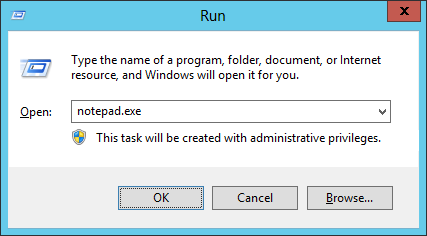 Run
Type the name of a program, folder, document, or Internet
resource, and Windows will open it for you.
Open: notepad.exe
This task will be created with administrative privileges.
OK Cancel Browse...